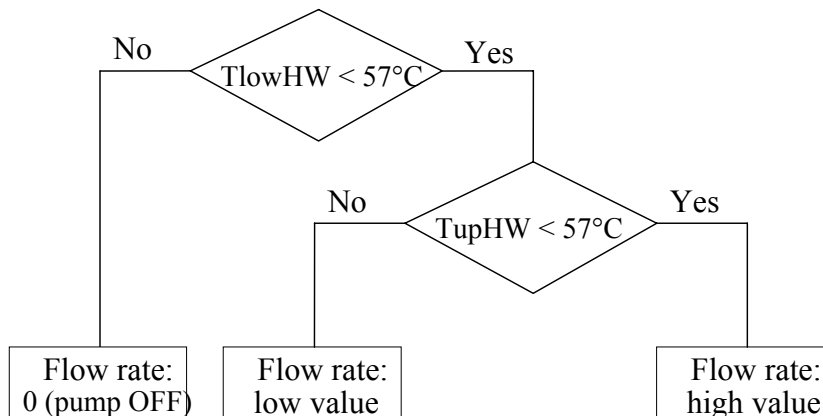 No
TlowHW < 57°C
Yes
No
TupHW < 57°C
Yes
Flow rate:
0 (pump OFF)
Flow rate:
low value
Flow rate:
high value